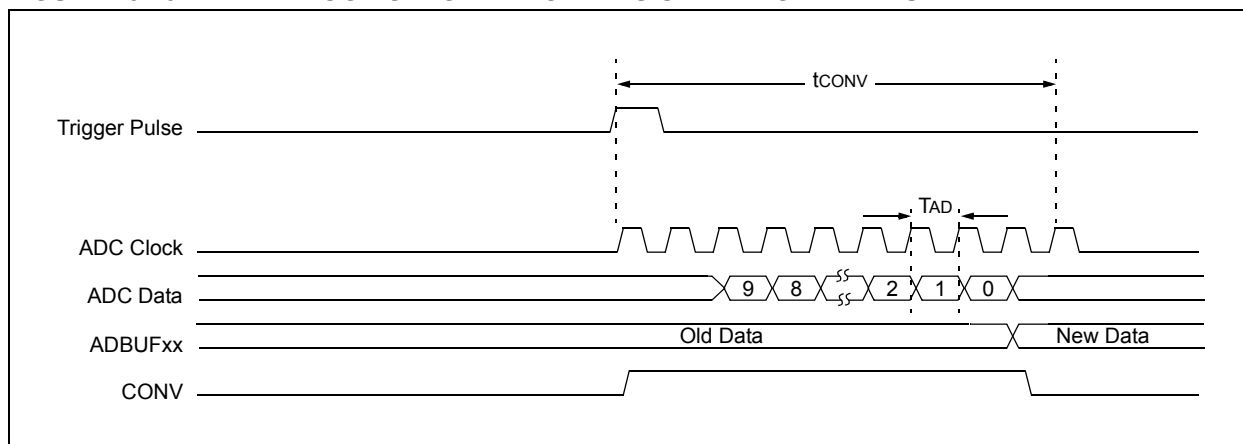 tCONV
Trigger Pulse
TAD
ADC Clock
ADC Data
9 8 2 1 0
ADBUFxx
Old Data New Data
CONV